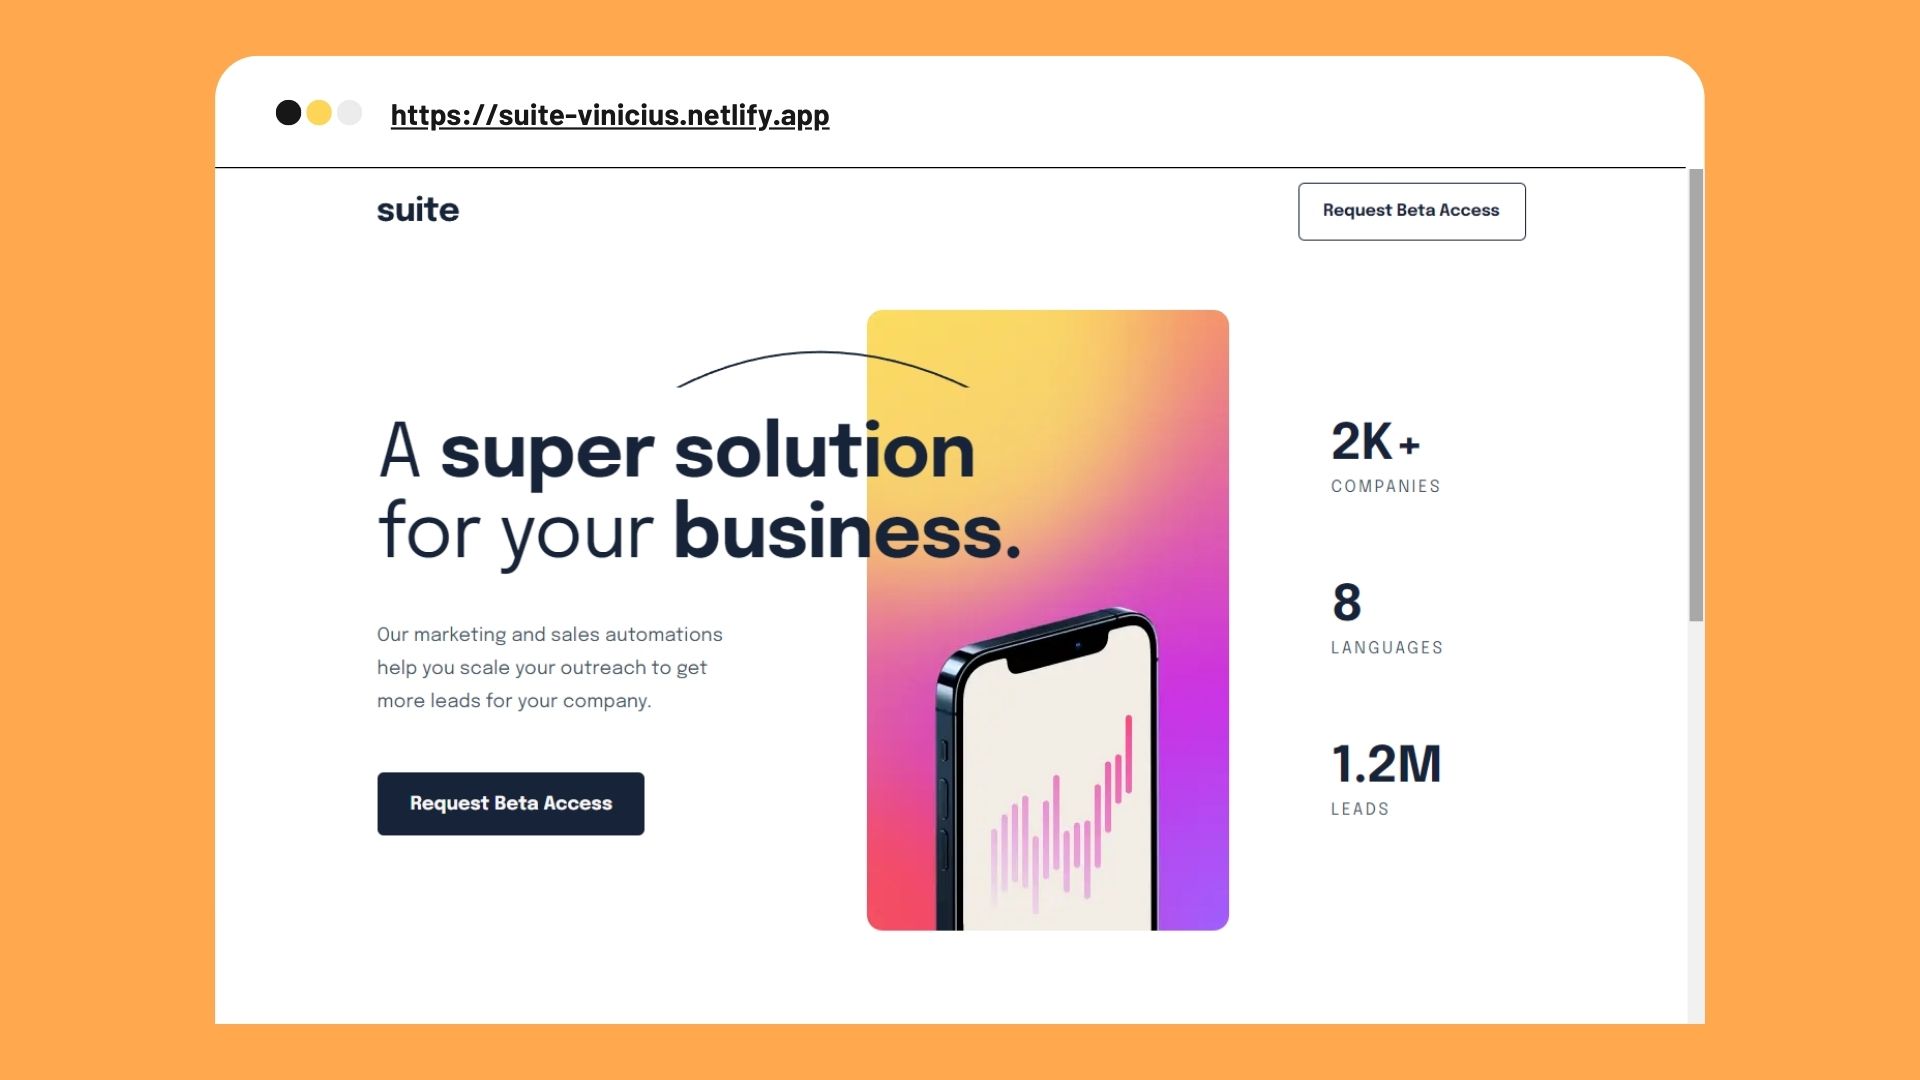 https://suite-vinicius.netlify.app
suite
Request Beta Access
A super solution
for your business.
Our marketing and sales automations
help you scale your outreach to get
more leads for your company.
Request Beta Access
2K+
COMPANIES
8
LANGUAGES
1.2M
LEADS